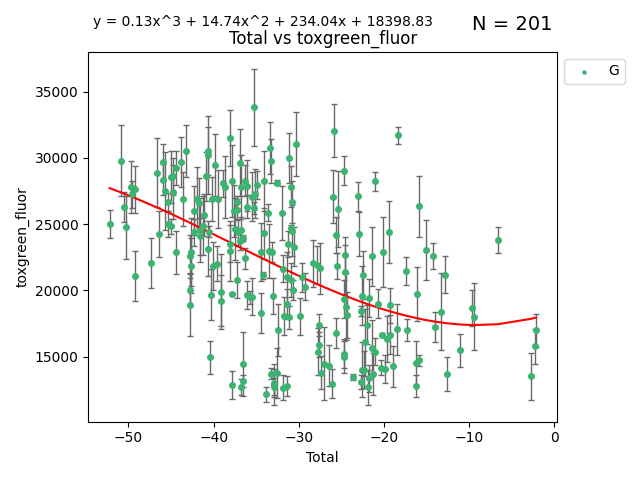 y = 0.13x^3 + 14.74x^2 + 234.04x + 18398.83
N = 201
Total vs toxgreen_fluor
G
35000
30000
25000
20000
15000
toxgreen_fluor
−50 −40 −30 −20 −10 0
Total